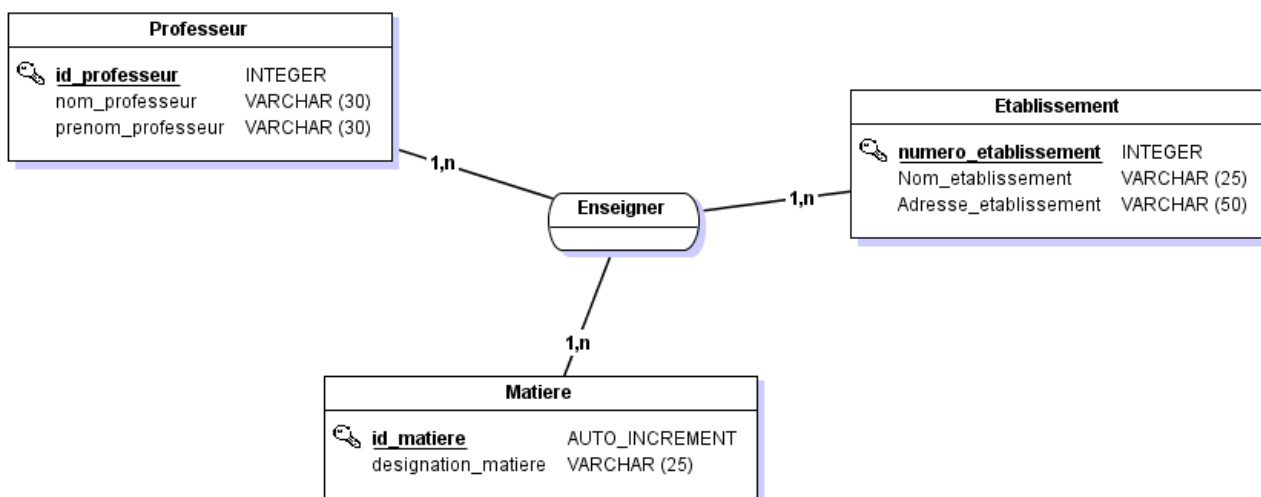 Professeur
id_professeur INTEGER
nom_professeur VARCHAR (30)
prenom_professeur VARCHAR (30)
1,n
Etablissement
numero_etablissement INTEGER
Nom_etablissement VARCHAR (25)
Adresse_etablissement VARCHAR (50)
1,n
Enseigner
1,n
Matiere
id_matiere AUTO_INCREMENT
designation_matiere VARCHAR (25)